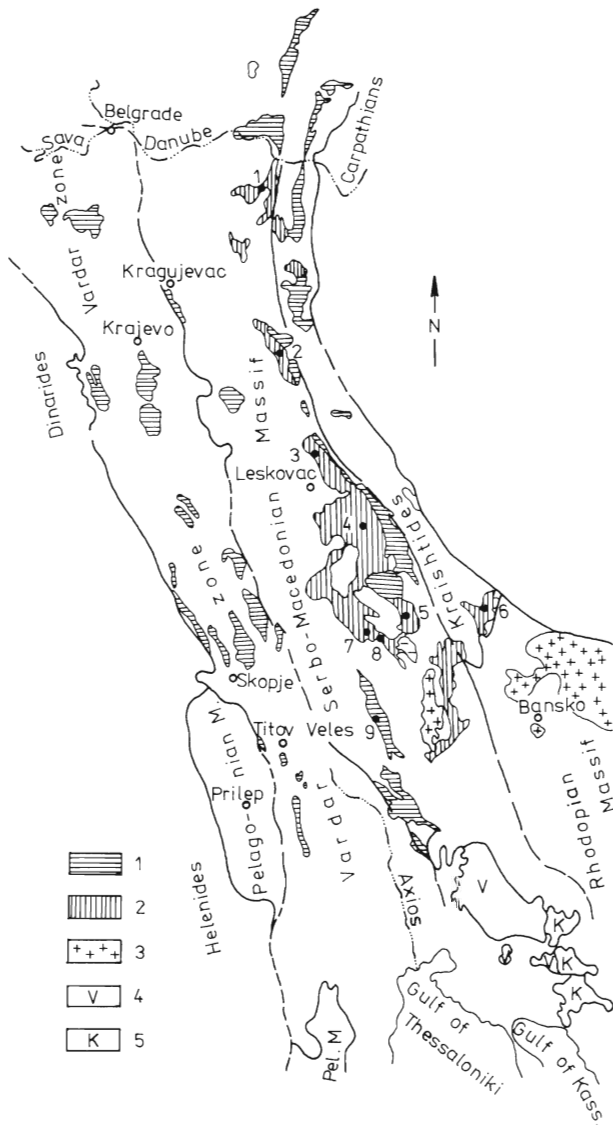 Belgrade
Sava
Danube
Carpathians
zone
1
Vardar
Kragujevac
Krajevo
N
Dinarides
2
Massif
3
Leskovac
4
Kraishtides
Serbo-Macedonian
zone
5
6
7
8
Skopje
Bansko
Titov Veles
9
Pelago-nian M.
Prilep
Vardar
Rhodopian
Massif
Helenides
Axios
V
K
V
K
K
Pel. M
Gulf of
Thessaloniki
Gulf of Kass.
1
2
3
V 4
K 5